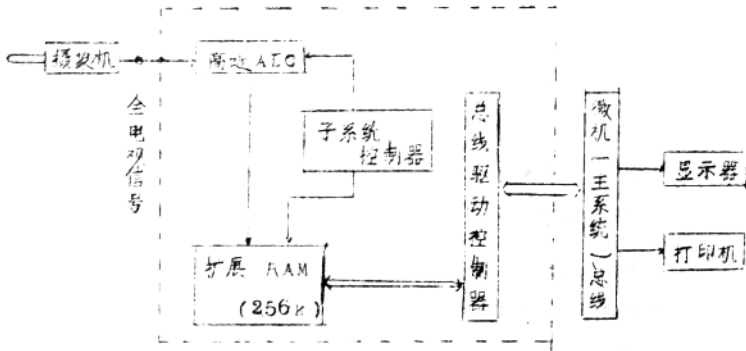 摄象机
高速ADC
全电视信号
子系统
控制器
扩展 RAM
(256K)
总线驱动控制器
微机(主系统)总线
显示器
打印机